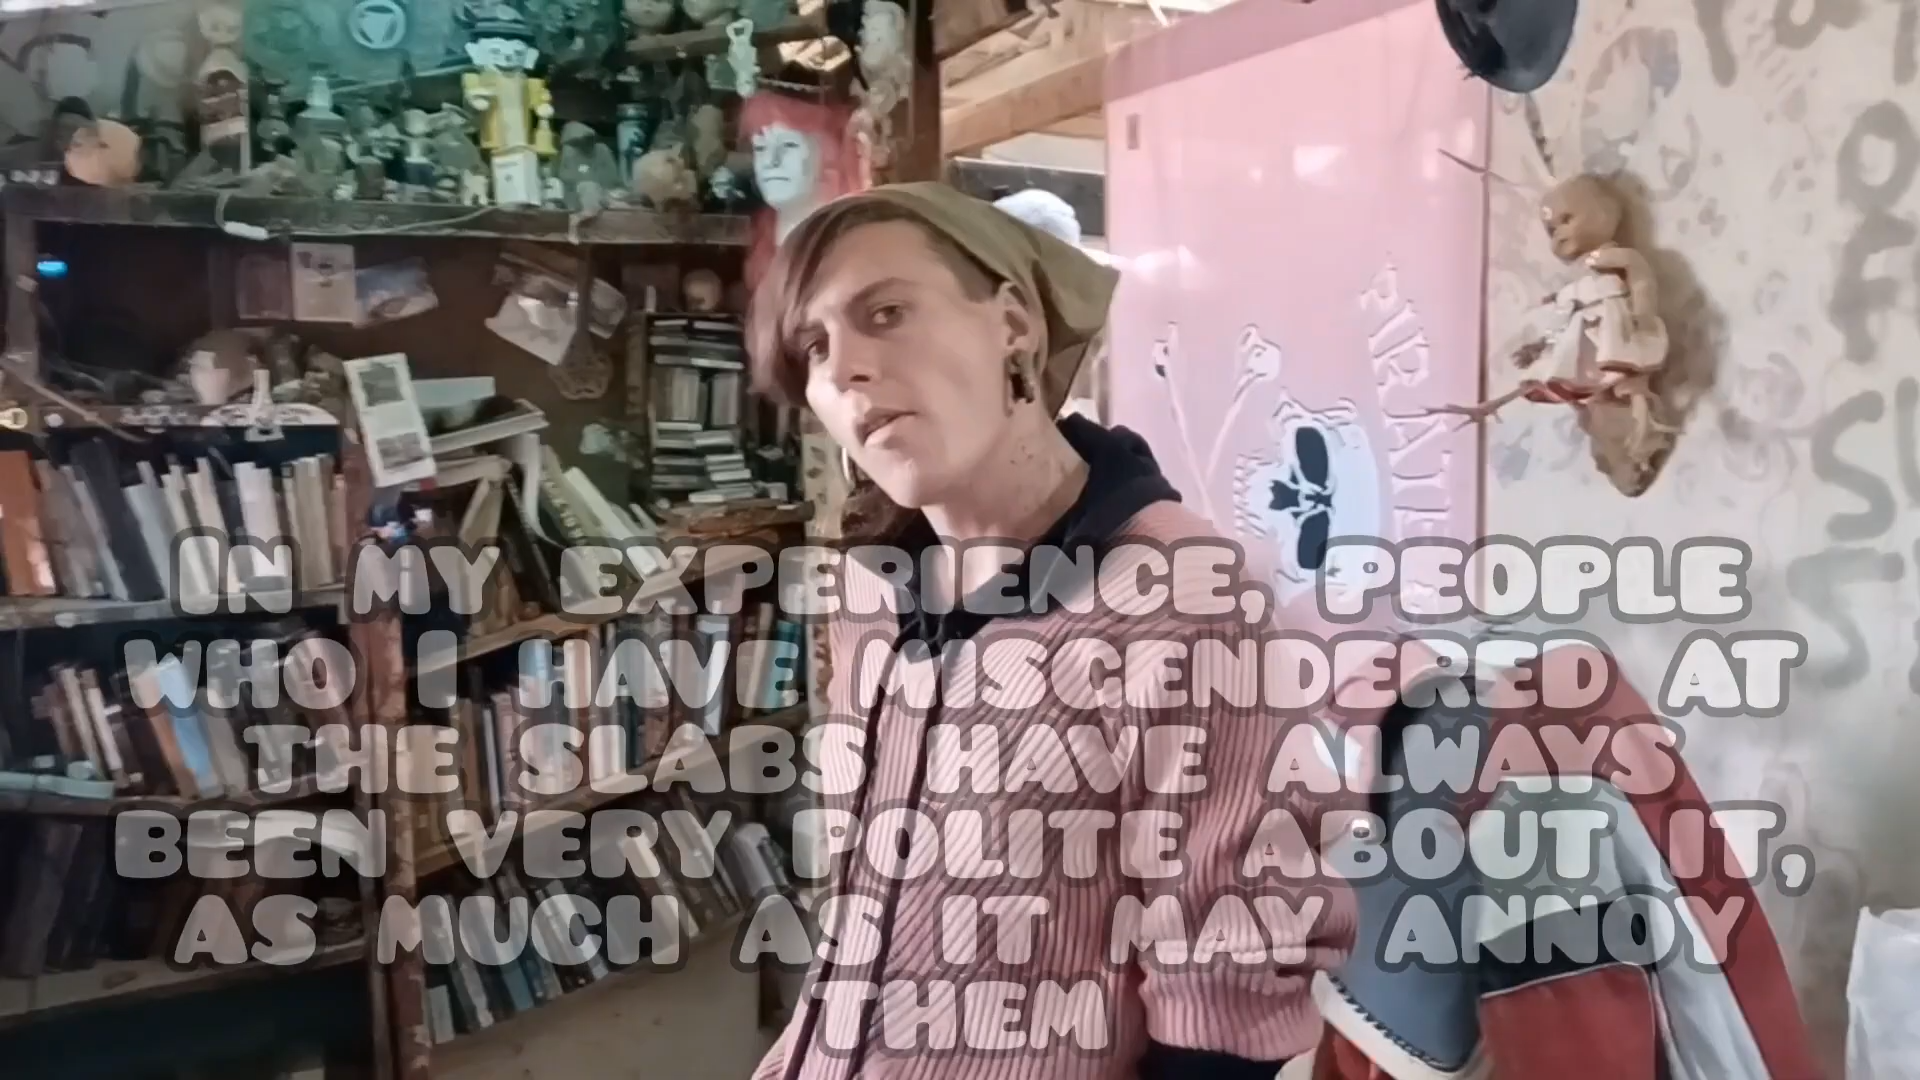 In my experience, people
who I have misgendered at
the slabs have always
been very polite about it,
as much as it may annoy
them
PIRATE